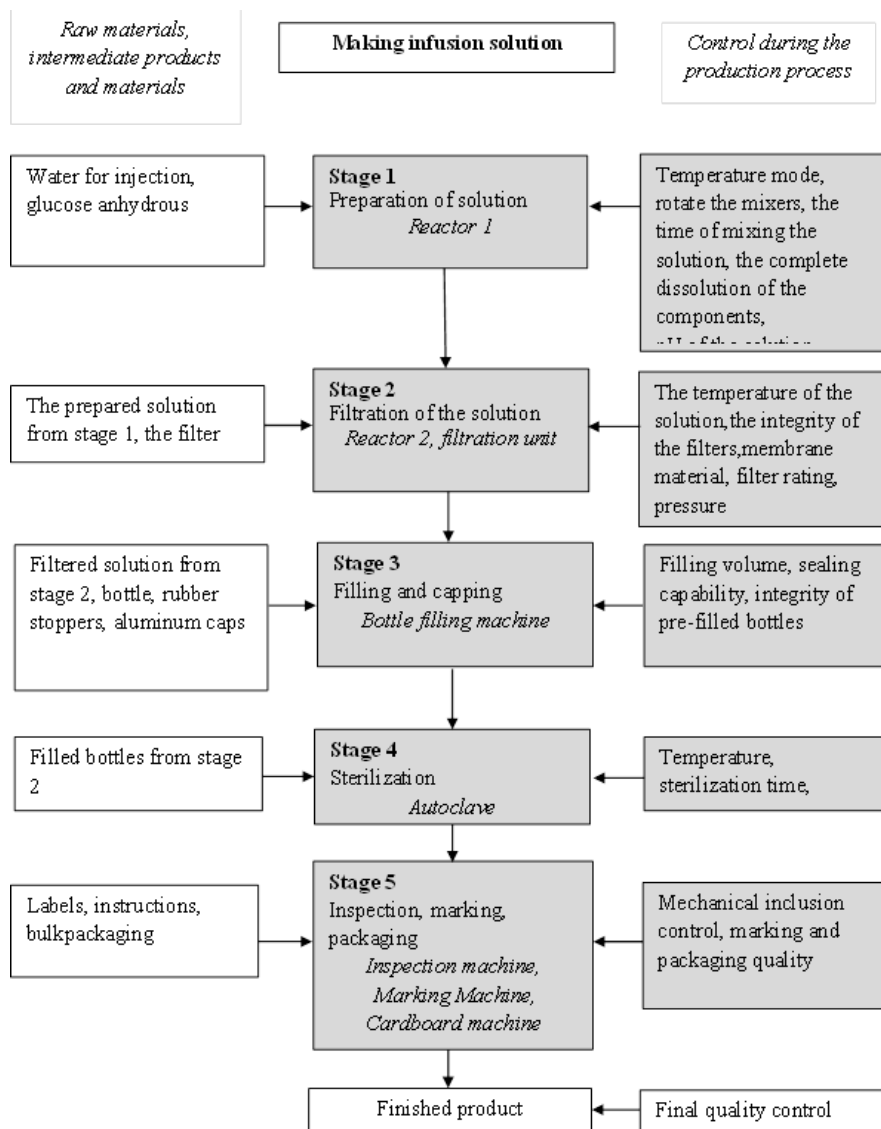 Raw materials,
intermediate products
and materials
Making infusion solution
Control during the
production process
Water for injection,
glucose anhydrous
Stage 1
Preparation of solution
Reactor 1
Temperature mode,
rotate the mixers, the
time of mixing the
solution, the complete
dissolution of the
components,
pH of the solution
The prepared solution
from stage 1, the filter
Stage 2
Filtration of the solution
Reactor 2, filtration unit
The temperature of the
solution,the integrity of
the filters,membrane
material, filter rating,
pressure
Filtered solution from
stage 2, bottle, rubber
stoppers, aluminum caps
Stage 3
Filling and capping
Bottle filling machine
Filling volume, sealing
capability, integrity of
pre-filled bottles
Filled bottles from stage
2
Stage 4
Sterilization
Autoclave
Temperature,
sterilization time,
Labels, instructions,
bulkpackaging
Stage 5
Inspection, marking,
packaging
Inspection machine,
Marking Machine,
Cardboard machine
Mechanical inclusion
control, marking and
packaging quality
Finished product
Final quality control